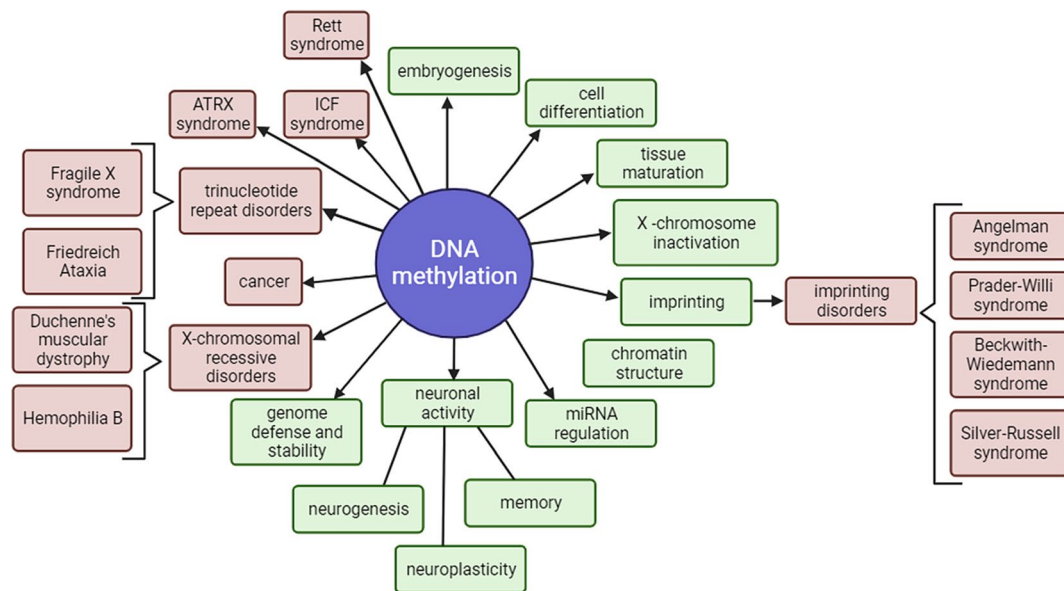 Rett
syndrome
embryogenesis
cell
differentiation
ATRX
syndrome
ICF
syndrome
tissue
maturation
Fragile X
syndrome
trinucleotide
repeat disorders
X -chromosome
inactivation
Angelman
syndrome
Friedreich
Ataxia
DNA
methylation
cancer
imprinting
imprinting
disorders
Prader-Willi
syndrome
Duchenne's
muscular
dystrophy
X-chromosomal
recessive
disorders
chromatin
structure
Beckwith-
Wiedemann
syndrome
Hemophilia B
genome
defense and
stability
neuronal
activity
miRNA
regulation
Silver-Russell
syndrome
neurogenesis
memory
neuroplasticity